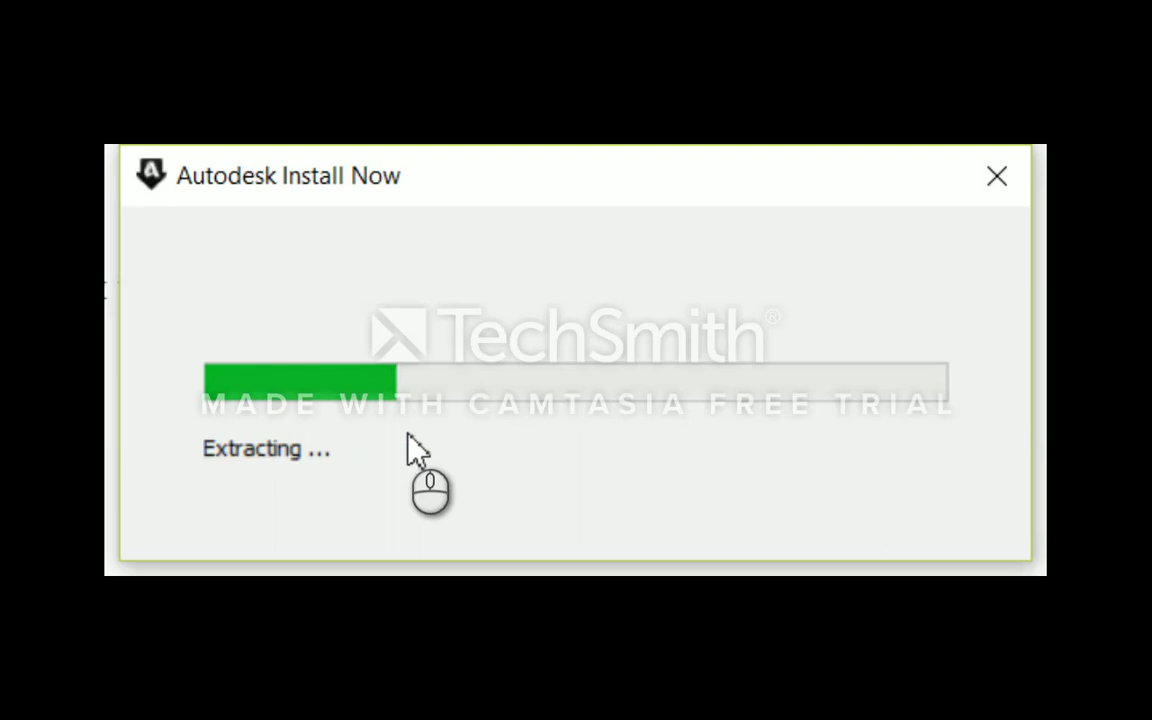 Autodesk Install Now
TechSmith®
MADE WITH CAMTASIA FREE TRIAL
Extracting ...